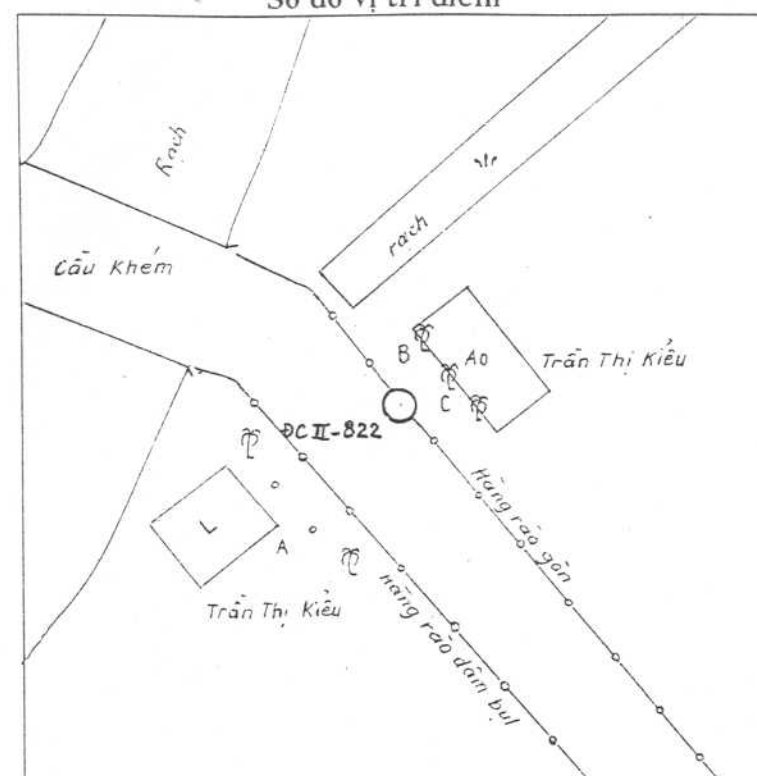 Sơ đồ vị trí điểm
Rạch
rạch
Cầu Khém
B
AO
Trần Thị Kiều
C
ĐC II-822
Hàng rào gòn
L
A
Trần Thị Kiều
Hàng rào dâm bụt